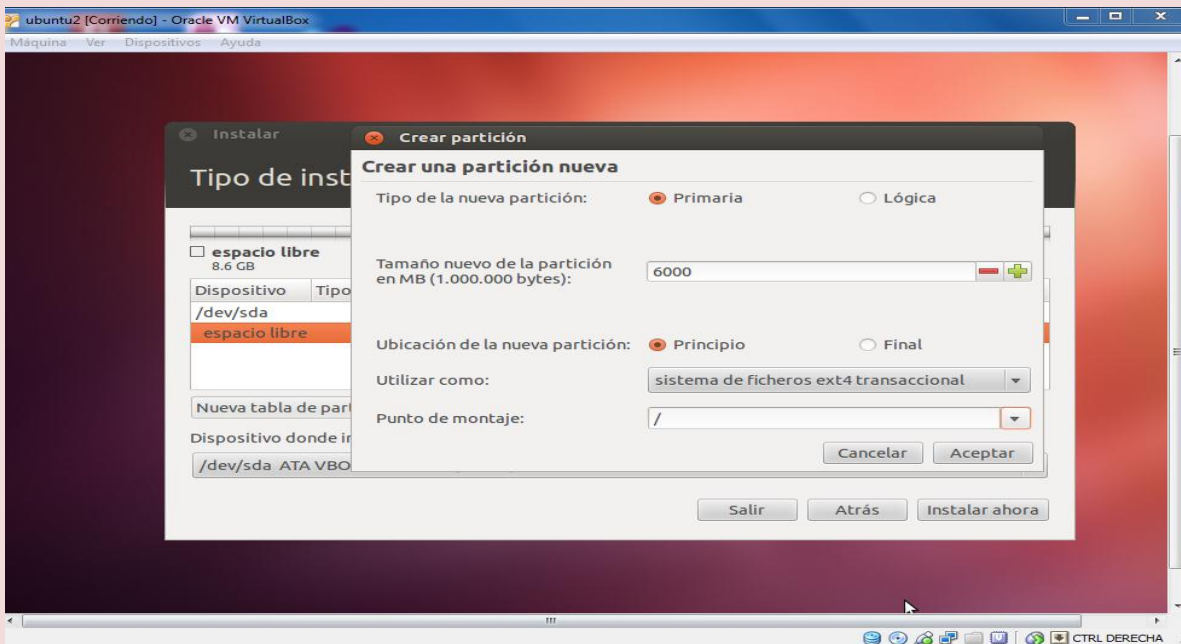 ubuntu2 [Corriendo] - Oracle VM VirtualBox
Máquina Ver Dispositivos Ayuda
Instalar
Tipo de inst
espacio libre
8.6 GB
Dispositivo Tipo
/dev/sda
espacio libre
Nueva tabla de par
Dispositivo donde in
/dev/sda ATA VBO
Salir Atrás Instalar ahora
Crear partición
Crear una partición nueva
Tipo de la nueva partición: Primaria Lógica
Tamaño nuevo de la partición
en MB (1.000.000 bytes): 6000
Ubicación de la nueva partición: Principio Final
Utilizar como: sistema de ficheros ext4 transaccional
Punto de montaje: /
Cancelar Aceptar
CTRL DERECHA